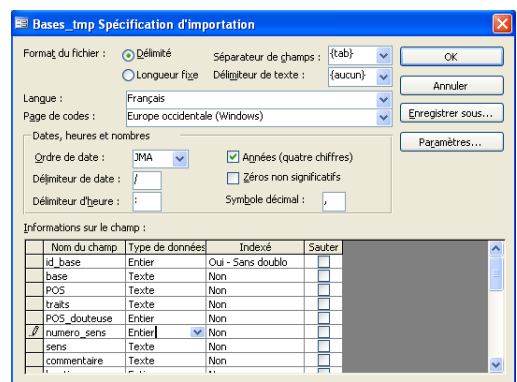 Bases_tmp Spécification d'importation
Format du fichier : Délimité Séparateur de champs : {tab} OK
Longueur fixe Délimiteur de texte : {aucun} Annuler
Langue : Français
Page de codes : Europe occidentale (Windows) Enregistrer sous...
Dates, heures et nombres Paramètres...
Ordre de date : JMA Années (quatre chiffres)
Délimiteur de date : / Zéros non significatifs
Délimiteur d'heure : : Symbole décimal : ,
Informations sur le champ :
Nom du champ Type de données Indexé Sauter
id_base Entier Oui - Sans doublo
base Texte Non
POS Texte Non
traits Texte Non
POS_douteuse Entier Non
numero_sens Entier Non
sens Texte Non
commentaire Texte Non